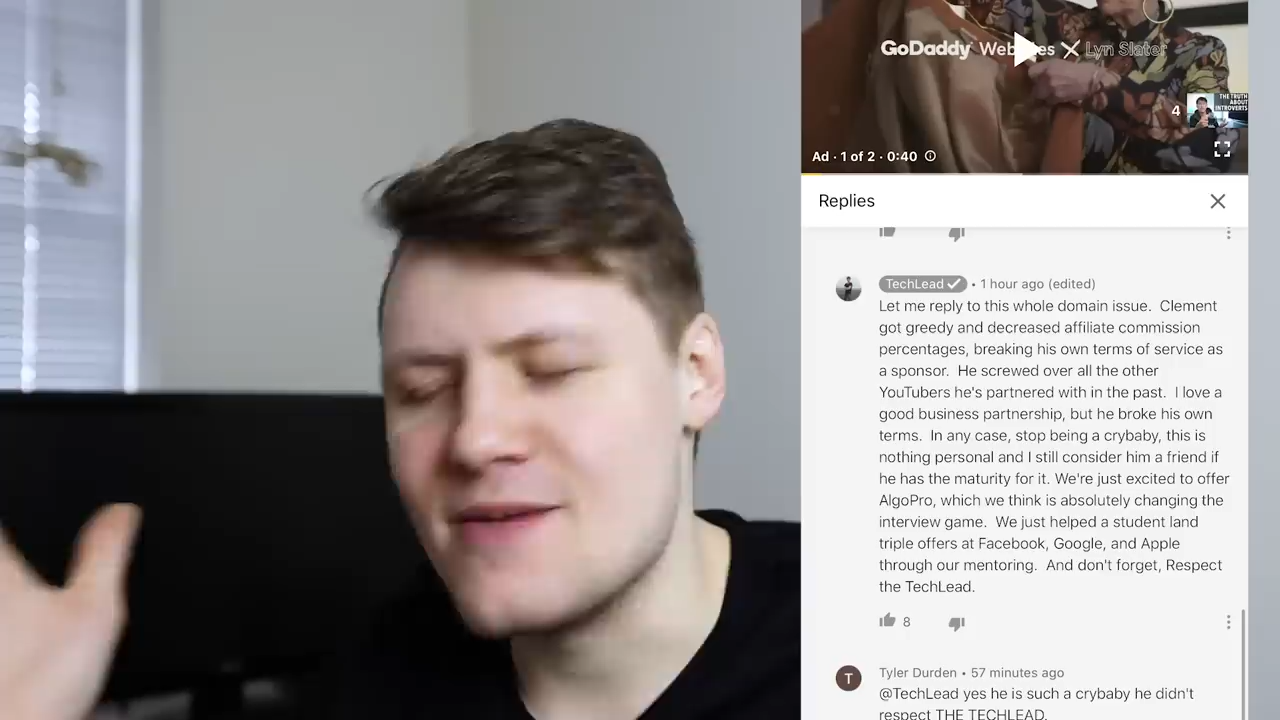 GoDaddy Websites X Lyn Slater
4
THE TRUTH
ABOUT
INTROVERTS
Ad · 1 of 2 · 0:40
Replies
TechLead • 1 hour ago (edited)
Let me reply to this whole domain issue. Clement
got greedy and decreased affiliate commission
percentages, breaking his own terms of service as
a sponsor. He screwed over all the other
YouTubers he's partnered with in the past. I love a
good business partnership, but he broke his own
terms. In any case, stop being a crybaby, this is
nothing personal and I still consider him a friend if
he has the maturity for it. We're just excited to offer
AlgoPro, which we think is absolutely changing the
interview game. We just helped a student land
triple offers at Facebook, Google, and Apple
through our mentoring. And don't forget, Respect
the TechLead.
8
T
Tyler Durden • 57 minutes ago
@TechLead yes he is such a crybaby he didn't
respect THE TECHLEAD.